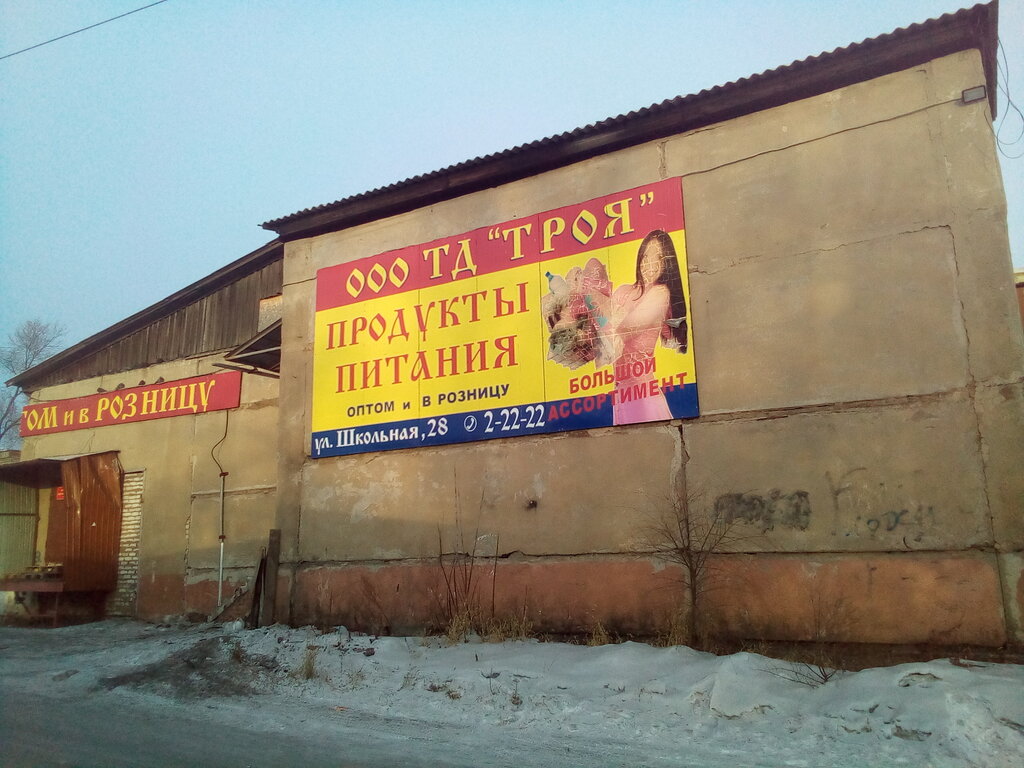 ООО ТД "ТРОЯ"
ПРОДУКТЫ
ПИТАНИЯ
ОПТОМ и В РОЗНИЦУ
БОЛЬШОЙ
АССОРТИМЕНТ
ул. Школьная, 28 2-22-22
ТОМ и в РОЗНИЦУ